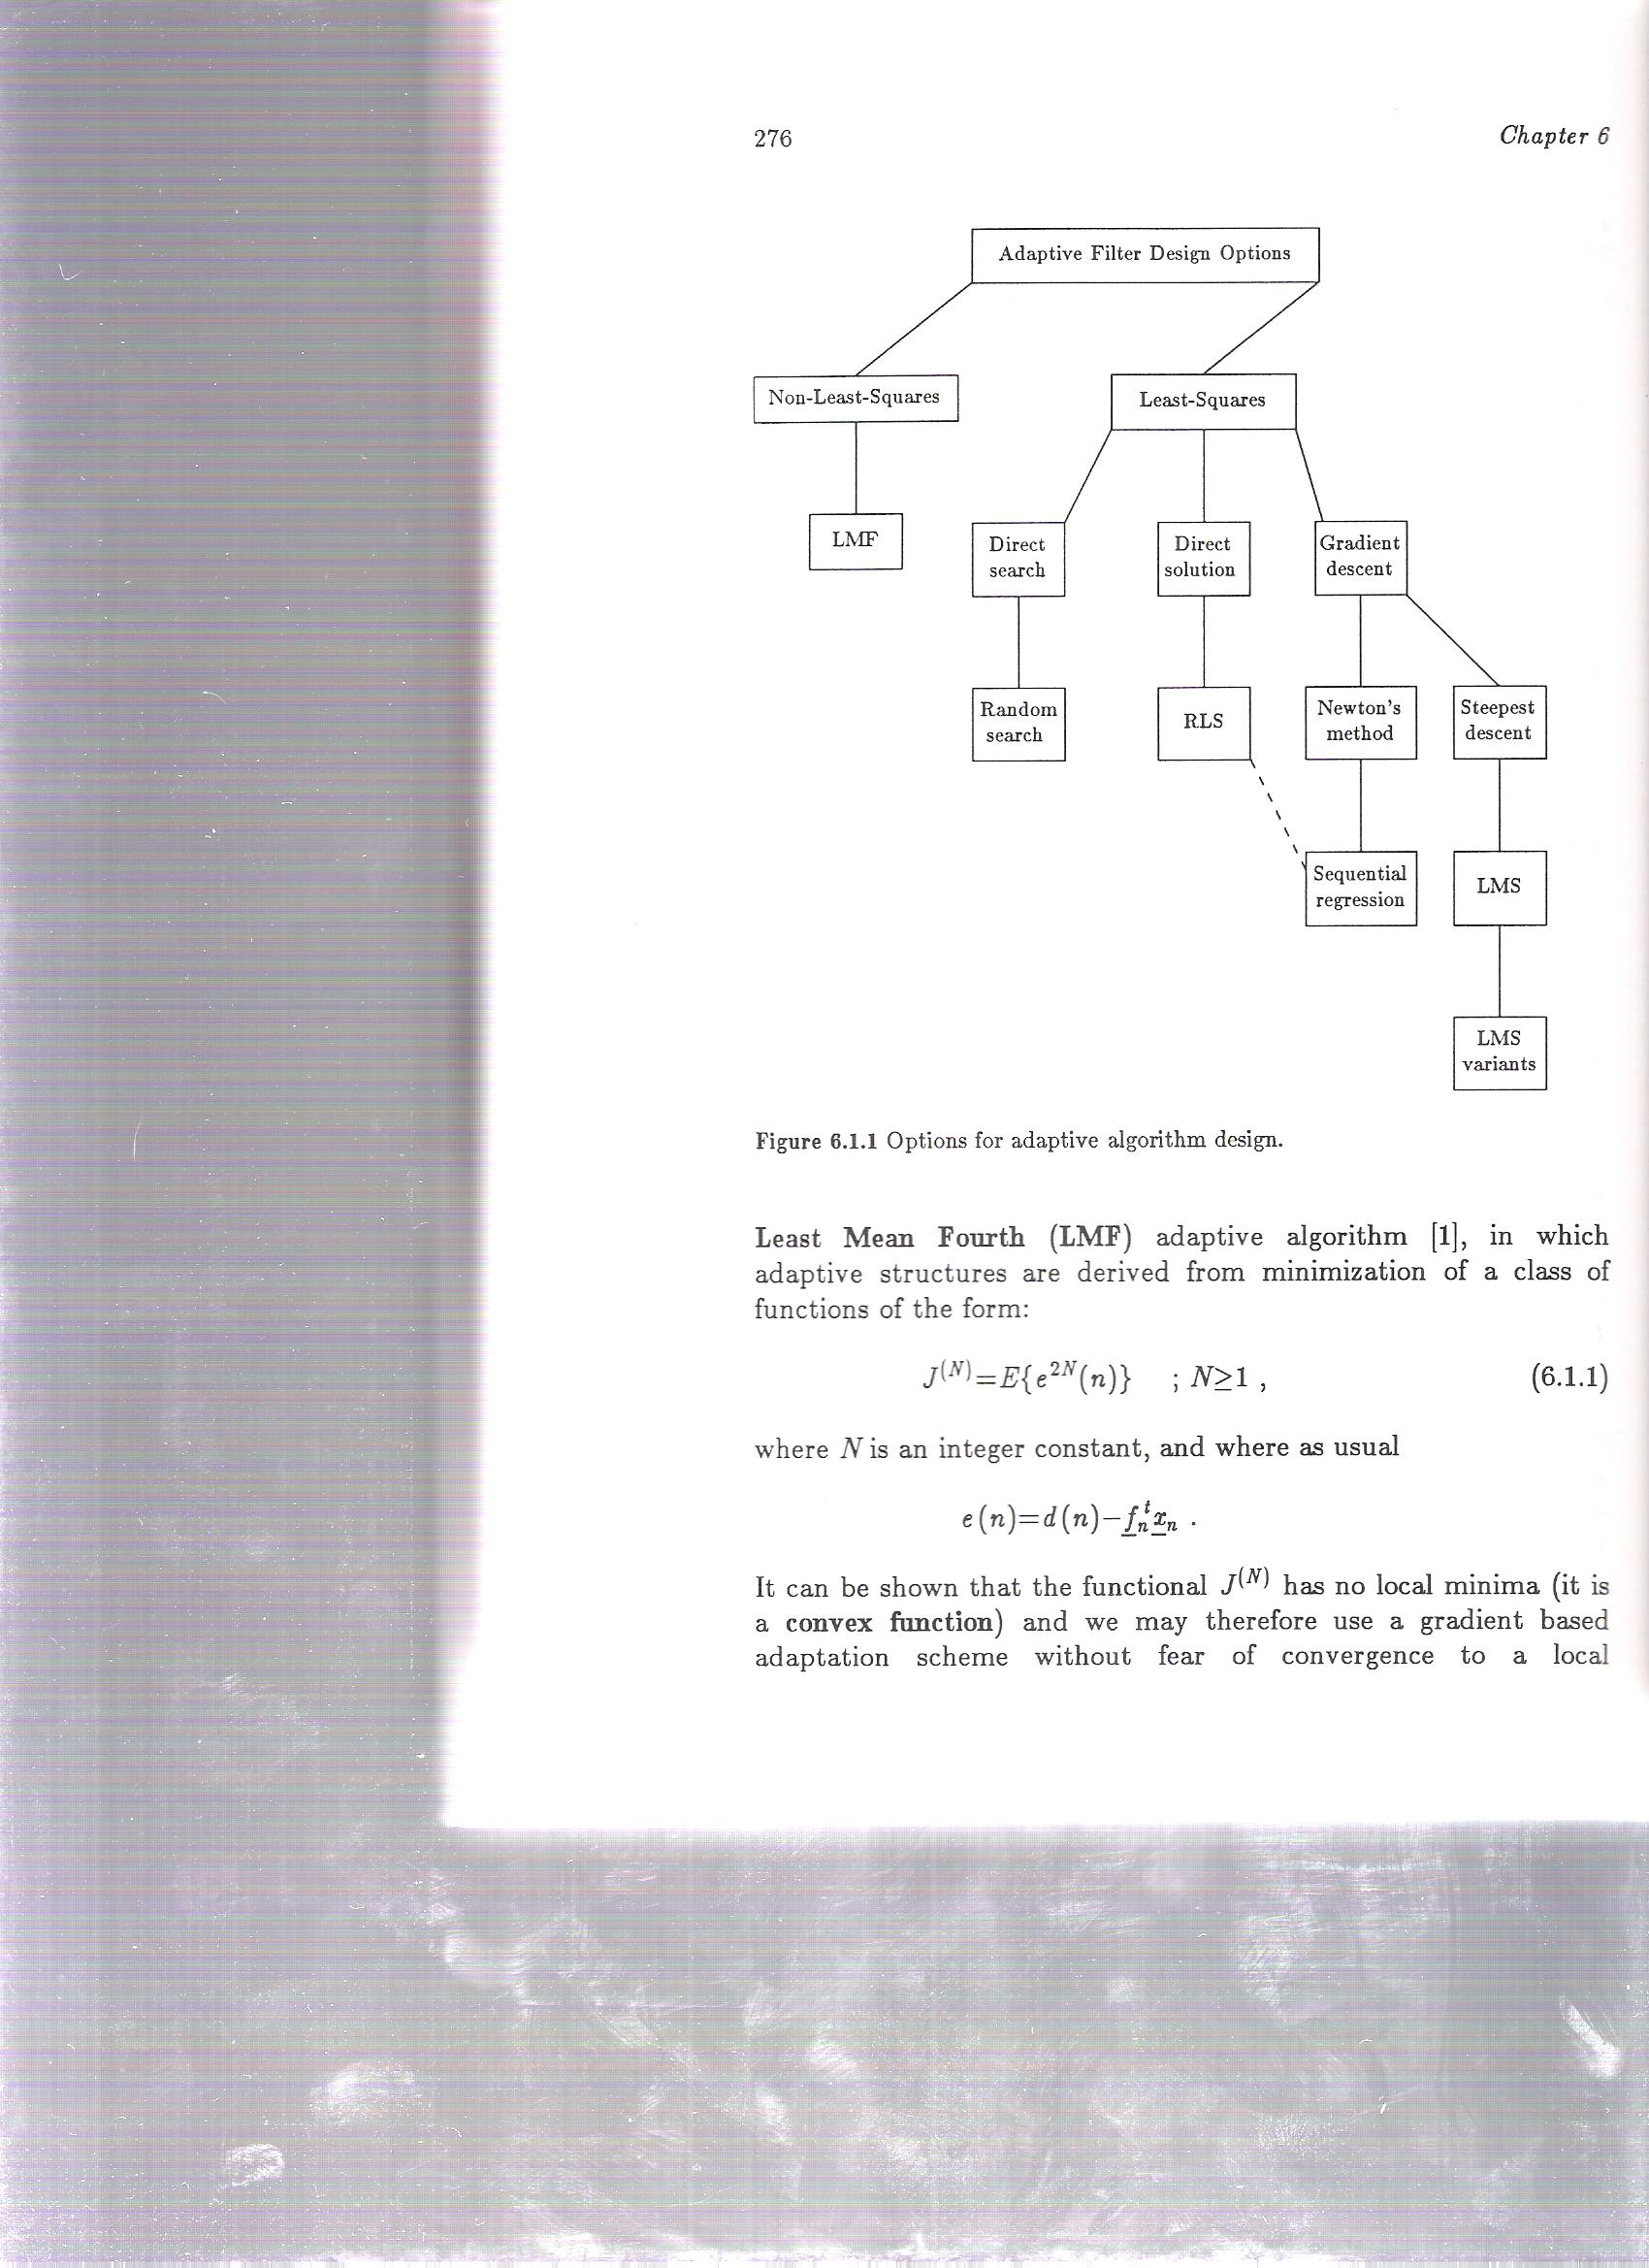 276
Chapter 6
Adaptive Filter Design Options
Non-Least-Squares
Least-Squares
LMF
Direct
search
Direct
solution
Gradient
descent
Random
search
RLS
Newton's
method
Steepest
descent
Sequential
regression
LMS
LMS
variants
Figure 6.1.1 Options for adaptive algorithm design.
Least Mean Fourth (LMF) adaptive algorithm [1], in which
adaptive structures are derived from minimization of a class of
functions of the form:
J^{(N)}=E{e^{2N}(n)} ; N≥1 , (6.1.1)
where N is an integer constant, and where as usual
e(n)=d(n)−f_n^t x_n .
It can be shown that the functional J^{(N)} has no local minima (it is
a convex function) and we may therefore use a gradient based
adaptation scheme without fear of convergence to a local